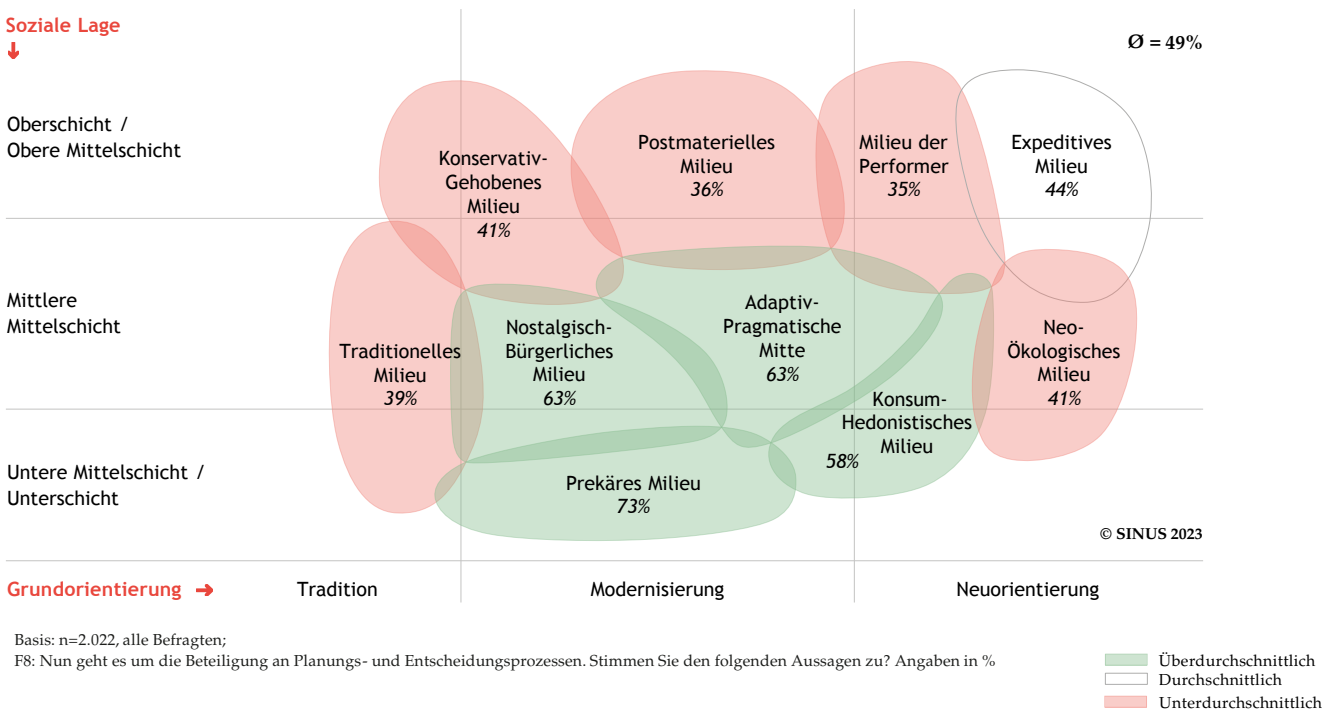 Soziale Lage
↓
Ø = 49%
Oberschicht /
Obere Mittelschicht
Konservativ-
Gehobenes
Milieu
41%
Postmaterielles
Milieu
36%
Milieu der
Performer
35%
Expeditives
Milieu
44%
Mittlere
Mittelschicht
Traditionelles
Milieu
39%
Nostalgisch-
Bürgerliches
Milieu
63%
Adaptiv-
Pragmatische
Mitte
63%
Konsum-
Hedonistisches
Milieu
58%
Neo-
Ökologisches
Milieu
41%
Untere Mittelschicht /
Unterschicht
Prekäres Milieu
73%
© SINUS 2023
Grundorientierung →
Tradition
Modernisierung
Neuorientierung
Basis: n=2.022, alle Befragten;
F8: Nun geht es um die Beteiligung an Planungs- und Entscheidungsprozessen. Stimmen Sie den folgenden Aussagen zu? Angaben in %
Überdurchschnittlich
Durchschnittlich
Unterdurchschnittlich